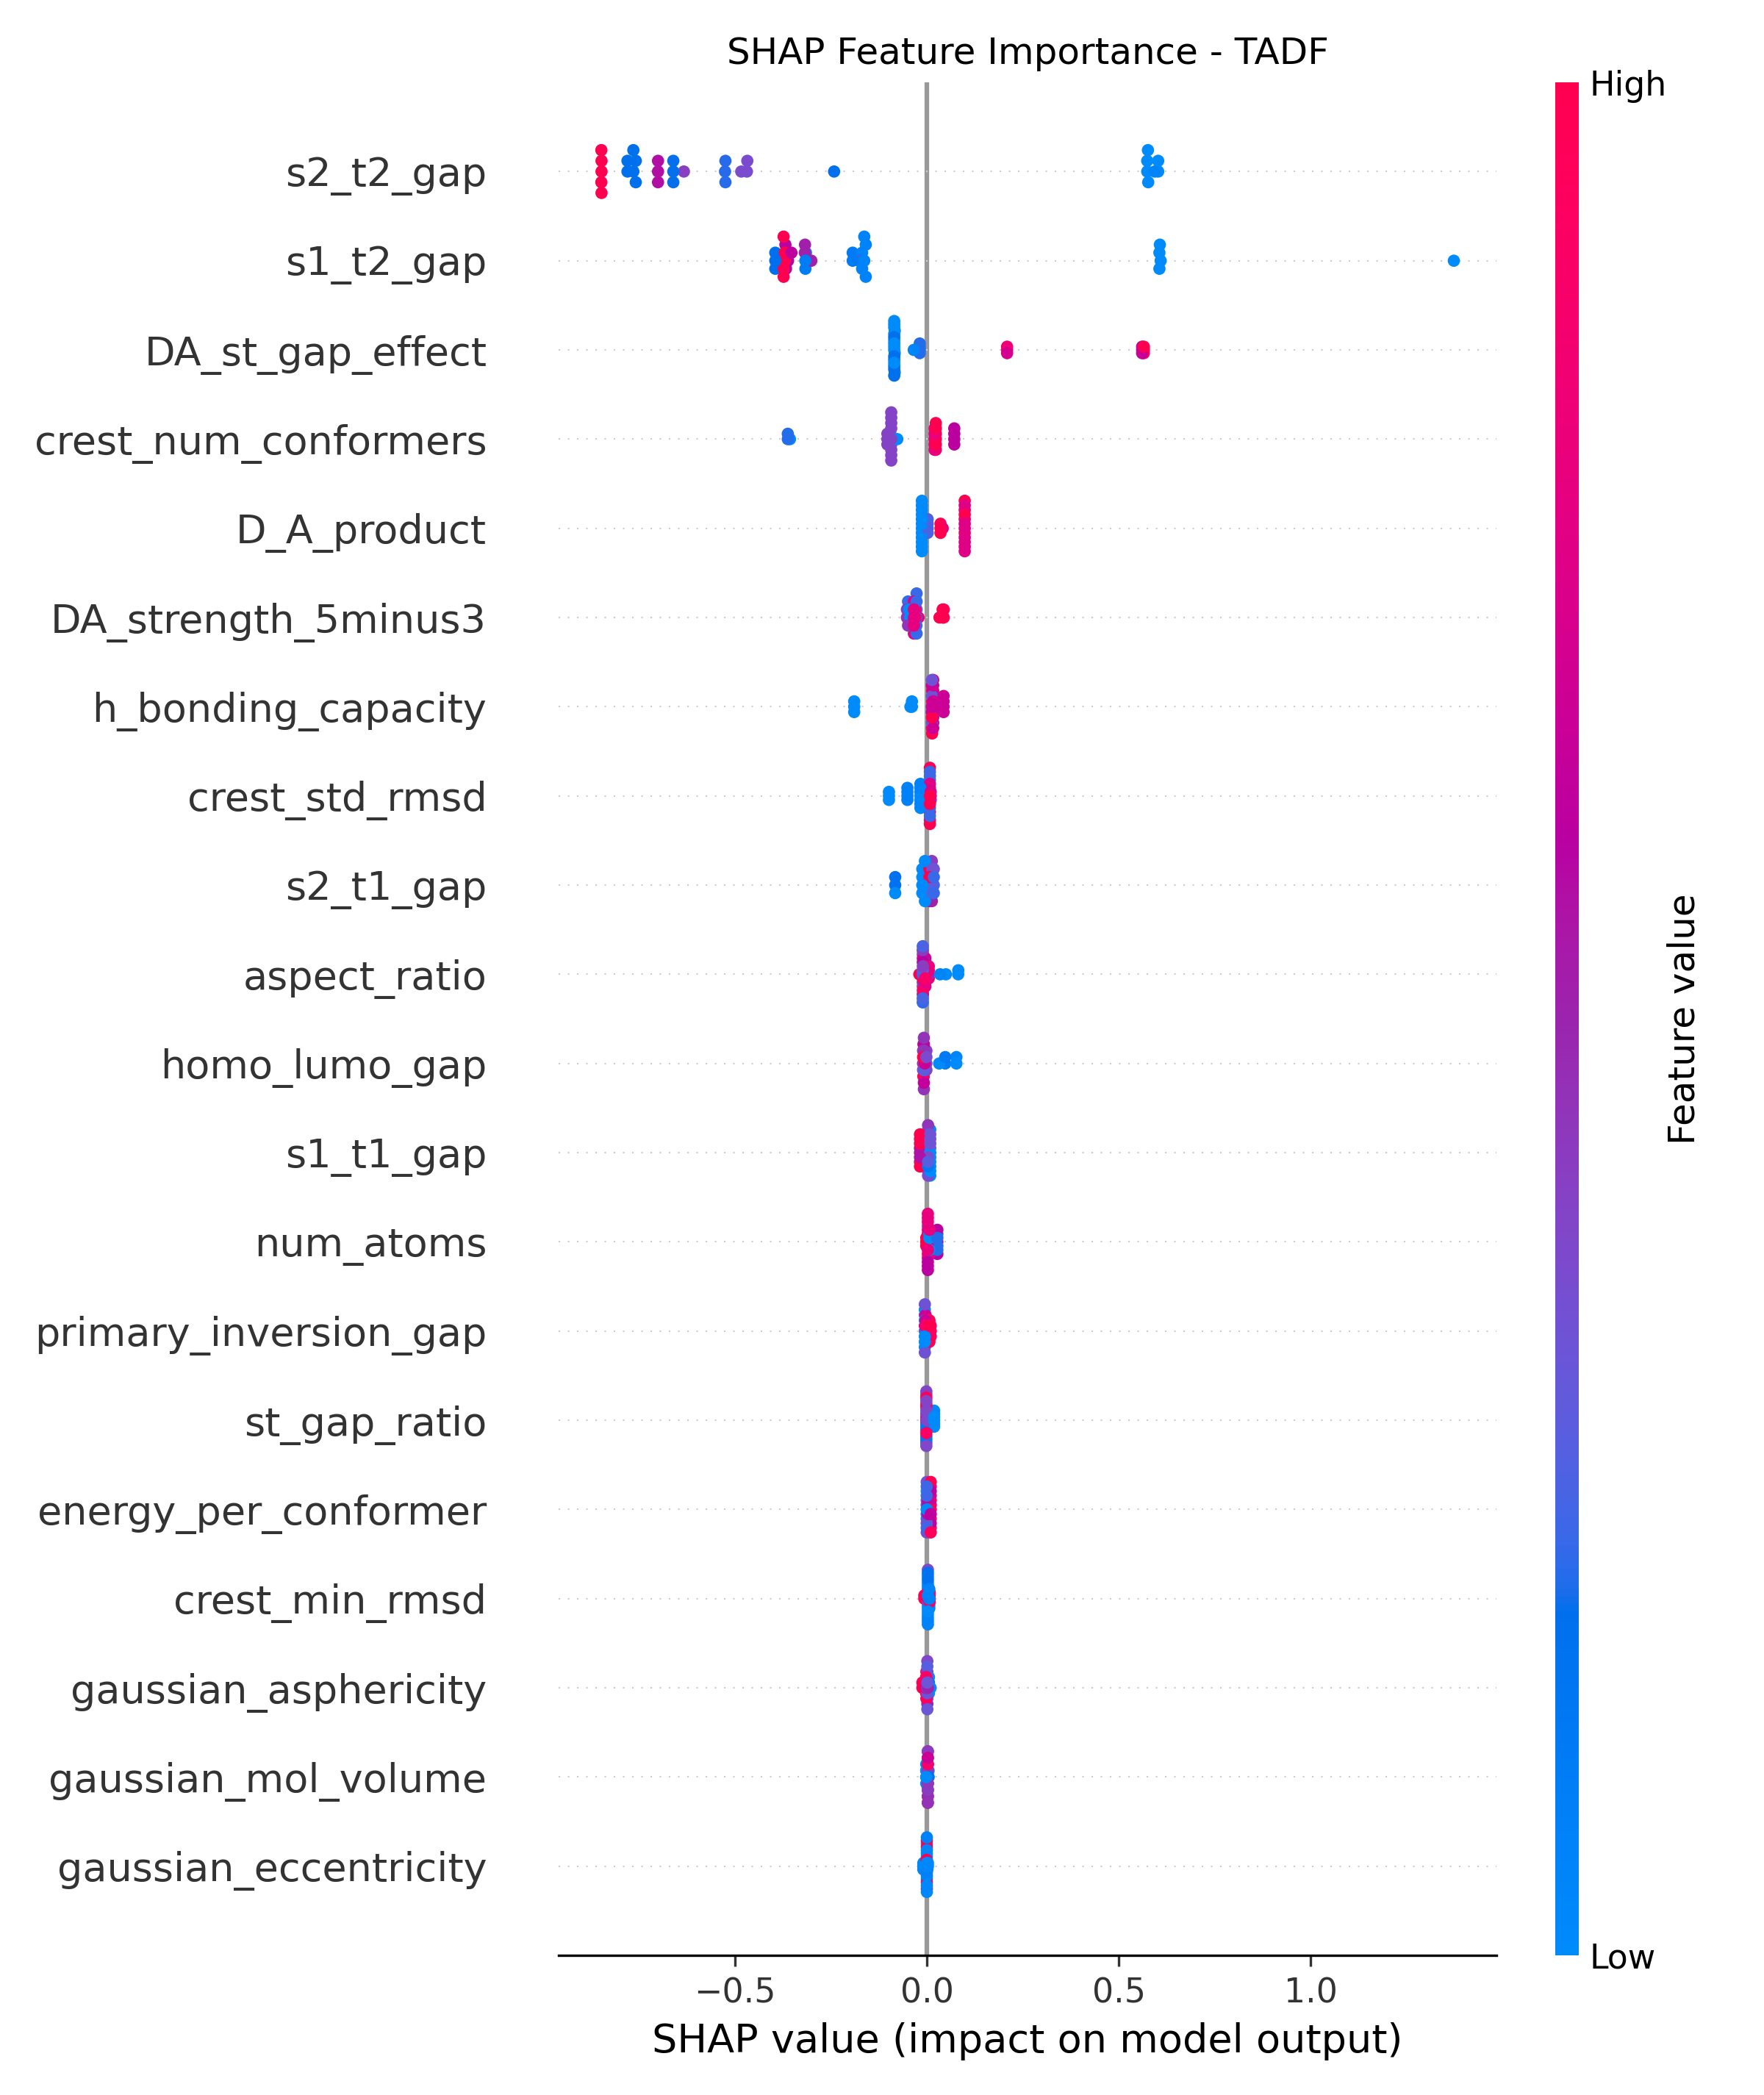 SHAP Feature Importance - TADF
High
s2_t2_gap
s1_t2_gap
DA_st_gap_effect
crest_num_conformers
D_A_product
DA_strength_5minus3
h_bonding_capacity
crest_std_rmsd
s2_t1_gap
aspect_ratio
homo_lumo_gap
s1_t1_gap
num_atoms
primary_inversion_gap
st_gap_ratio
energy_per_conformer
crest_min_rmsd
gaussian_asphericity
gaussian_mol_volume
gaussian_eccentricity
Feature value
Low
−0.5 0.0 0.5 1.0
SHAP value (impact on model output)